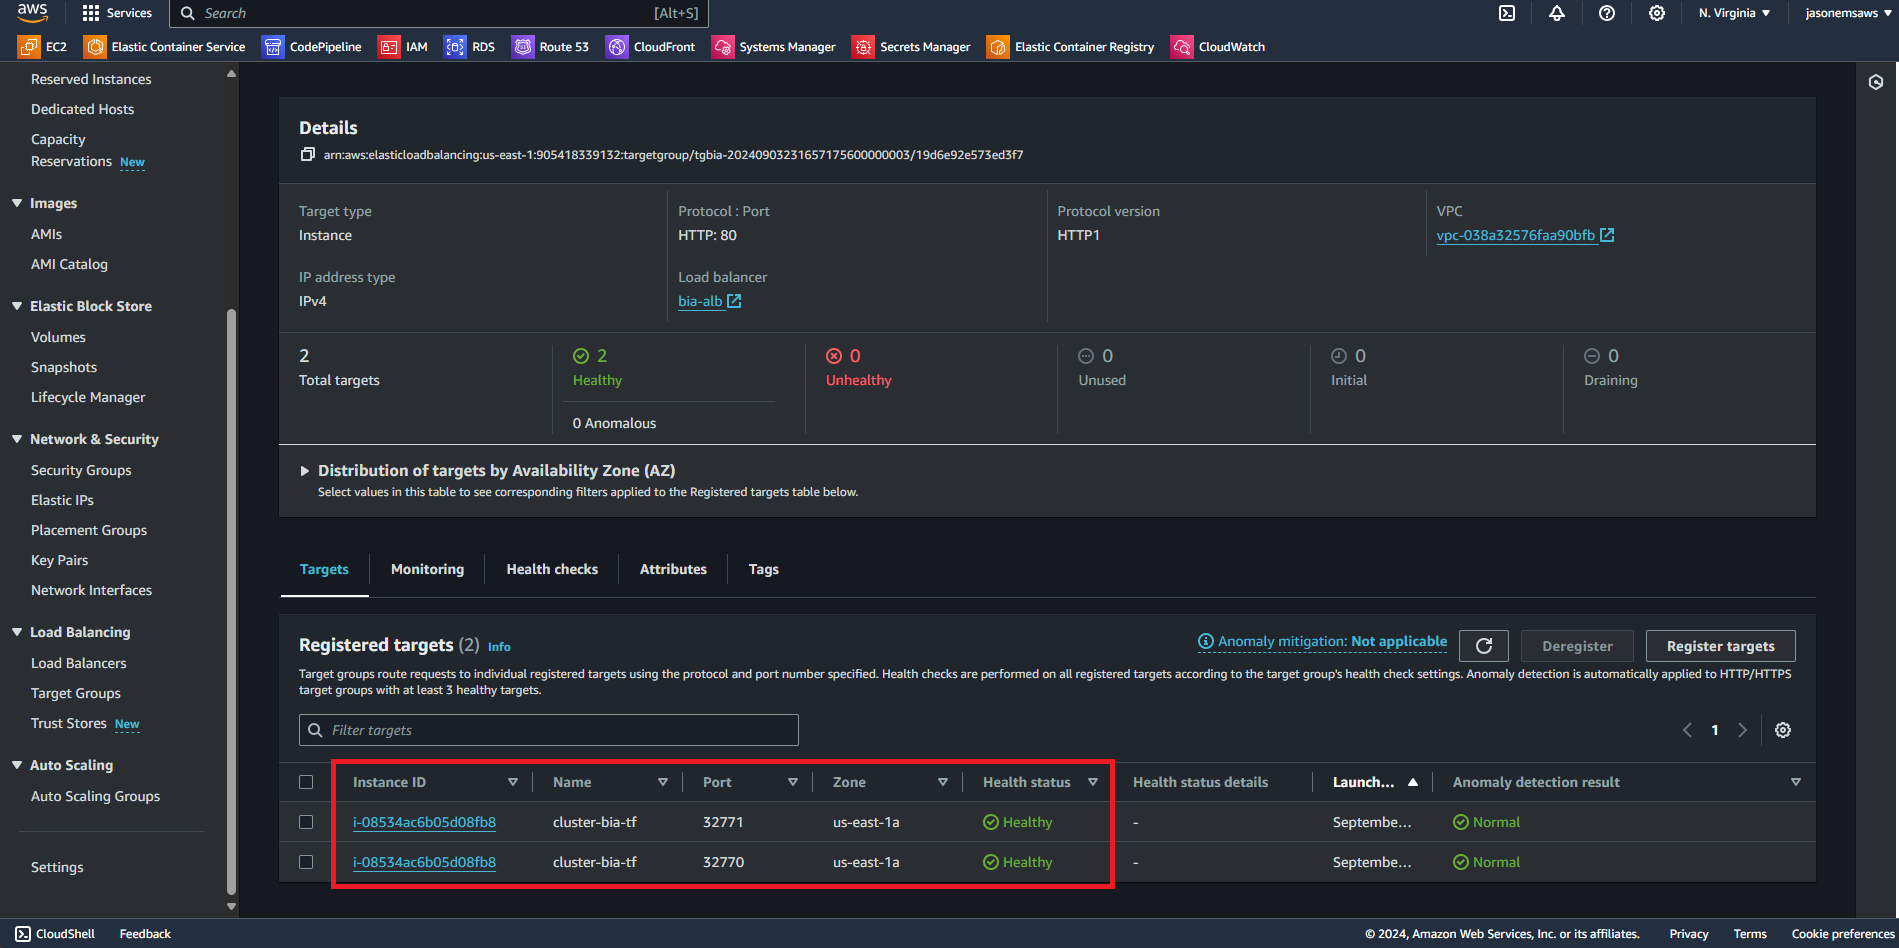 aws
Services
Search
[Alt+S]
N. Virginia
jasonemsaws
EC2
Elastic Container Service
CodePipeline
IAM
RDS
Route 53
CloudFront
Systems Manager
Secrets Manager
Elastic Container Registry
CloudWatch
Reserved Instances
Dedicated Hosts
Capacity
Reservations New
Images
AMIs
AMI Catalog
Elastic Block Store
Volumes
Snapshots
Lifecycle Manager
Network & Security
Security Groups
Elastic IPs
Placement Groups
Key Pairs
Network Interfaces
Load Balancing
Load Balancers
Target Groups
Trust Stores New
Auto Scaling
Auto Scaling Groups
Settings
Details
arn:aws:elasticloadbalancing:us-east-1:905418339132:targetgroup/tgbia-20240903231657175600000003/19d6e92e573ed3f7
Target type
Instance
Protocol : Port
HTTP: 80
Protocol version
HTTP1
VPC
vpc-038a32576faa90bfb
IP address type
IPv4
Load balancer
bia-alb
2
Total targets
2
Healthy
0 Anomalous
0
Unhealthy
0
Unused
0
Initial
0
Draining
Distribution of targets by Availability Zone (AZ)
Select values in this table to see corresponding filters applied to the Registered targets table below.
Targets
Monitoring
Health checks
Attributes
Tags
Registered targets (2) Info
Anomaly mitigation: Not applicable
Deregister
Register targets
Target groups route requests to individual registered targets using the protocol and port number specified. Health checks are performed on all registered targets according to the target group's health check settings. Anomaly detection is automatically applied to HTTP/HTTPS
target groups with at least 3 healthy targets.
Filter targets
1
Instance ID Name Port Zone Health status Health status details Launch... Anomaly detection result
i-08534ac6b05d08fb8 cluster-bia-tf 32771 us-east-1a Healthy - Septembe... Normal
i-08534ac6b05d08fb8 cluster-bia-tf 32770 us-east-1a Healthy - Septembe... Normal
CloudShell
Feedback
© 2024, Amazon Web Services, Inc. or its affiliates.
Privacy
Terms
Cookie preferences